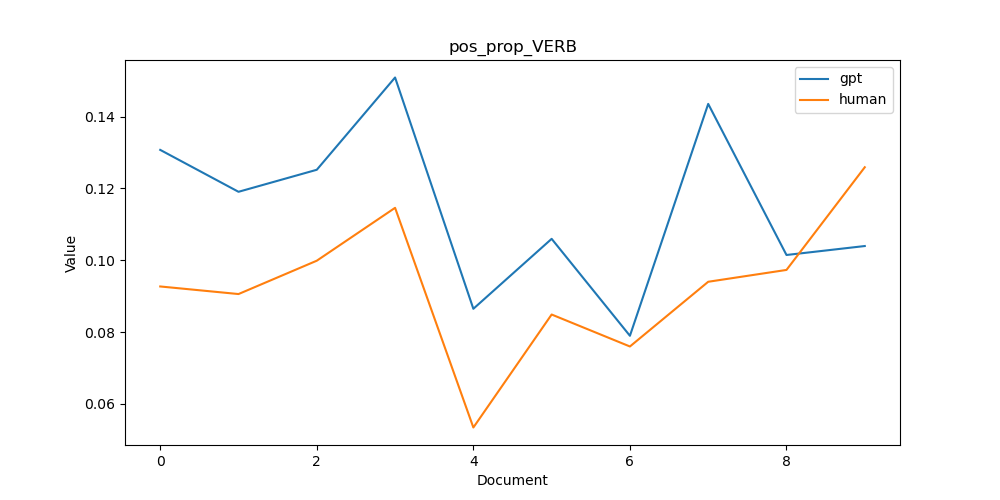 pos_prop_VERB
gpt
human
Value
0.14
0.12
0.10
0.08
0.06
0 2 4 6 8
Document